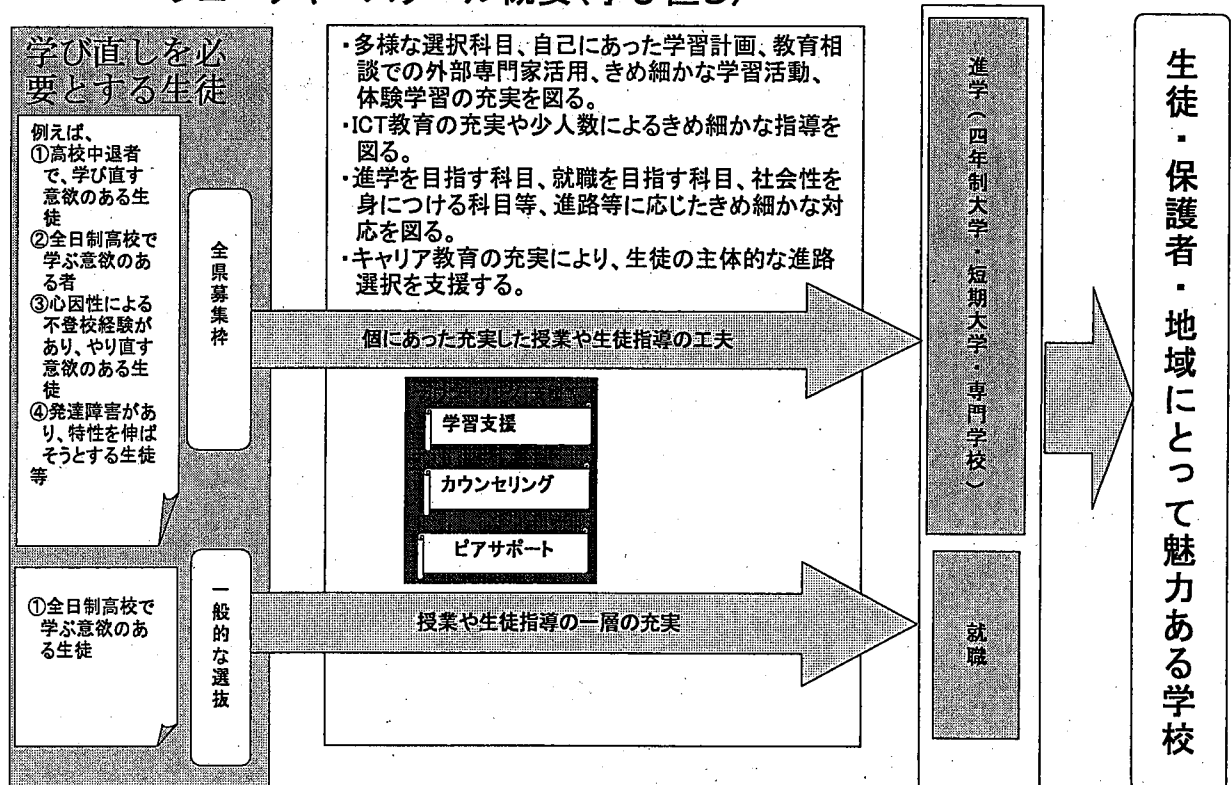 学び直しを必
要とする生徒
例えば、
①高校中退者
で、学び直す
意欲のある生
徒
②全日制高校で
学ぶ意欲のあ
る者
③心因性による
不登校経験が
あり、やり直す
意欲のある生
徒
④発達障害があ
り、特性を伸ば
そうとする生徒
等
全県募集枠
①全日制高校で
学ぶ意欲のあ
る生徒
一般的な選抜
・多様な選択科目、自己にあった学習計画、教育相
談での外部専門家活用、きめ細かな学習活動、
体験学習の充実を図る。
・ICT教育の充実や少人数によるきめ細かな指導を
図る。
・進学を目指す科目、就職を目指す科目、社会性を
身につける科目等、進路等に応じたきめ細かな対
応を図る。
・キャリア教育の充実により、生徒の主体的な進路
選択を支援する。
個にあった充実した授業や生徒指導の工夫
学習支援
カウンセリング
ピアサポート
授業や生徒指導の一層の充実
進学(四年制大学・短期大学・専門学校)
就職
生徒・保護者・地域にとって魅力ある学校